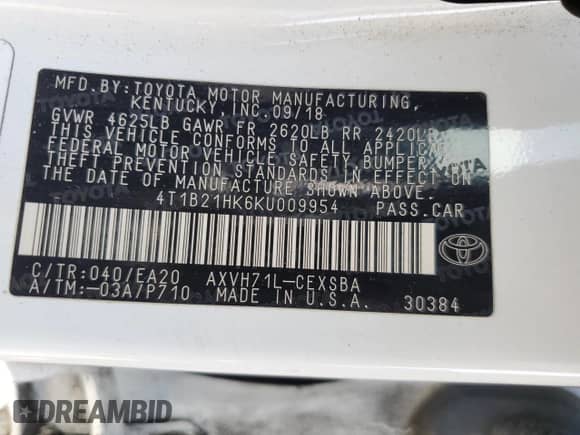 MFD.BY:TOYOTA MOTOR MANUFACTURING,
KENTUCKY, INC.09/18
GVWR 4625LB GAWR FR 2620LB RR 2420LB
THIS VEHICLE CONFORMS TO ALL APPLICABLE
FEDERAL MOTOR VEHICLE SAFETY,BUMPER, AND
THEFT PREVENTION STANDARDS IN EFFECT ON
THE DATE OF MANUFACTURE SHOWN ABOVE.
4T1B21HK6KU009954 PASS.CAR
C/TR:040/EA20 AXVH71L-CEXSBA
A/TM:-03A/P710 MADE IN U.S.A. 30384
TOYOTA
DREAMBID